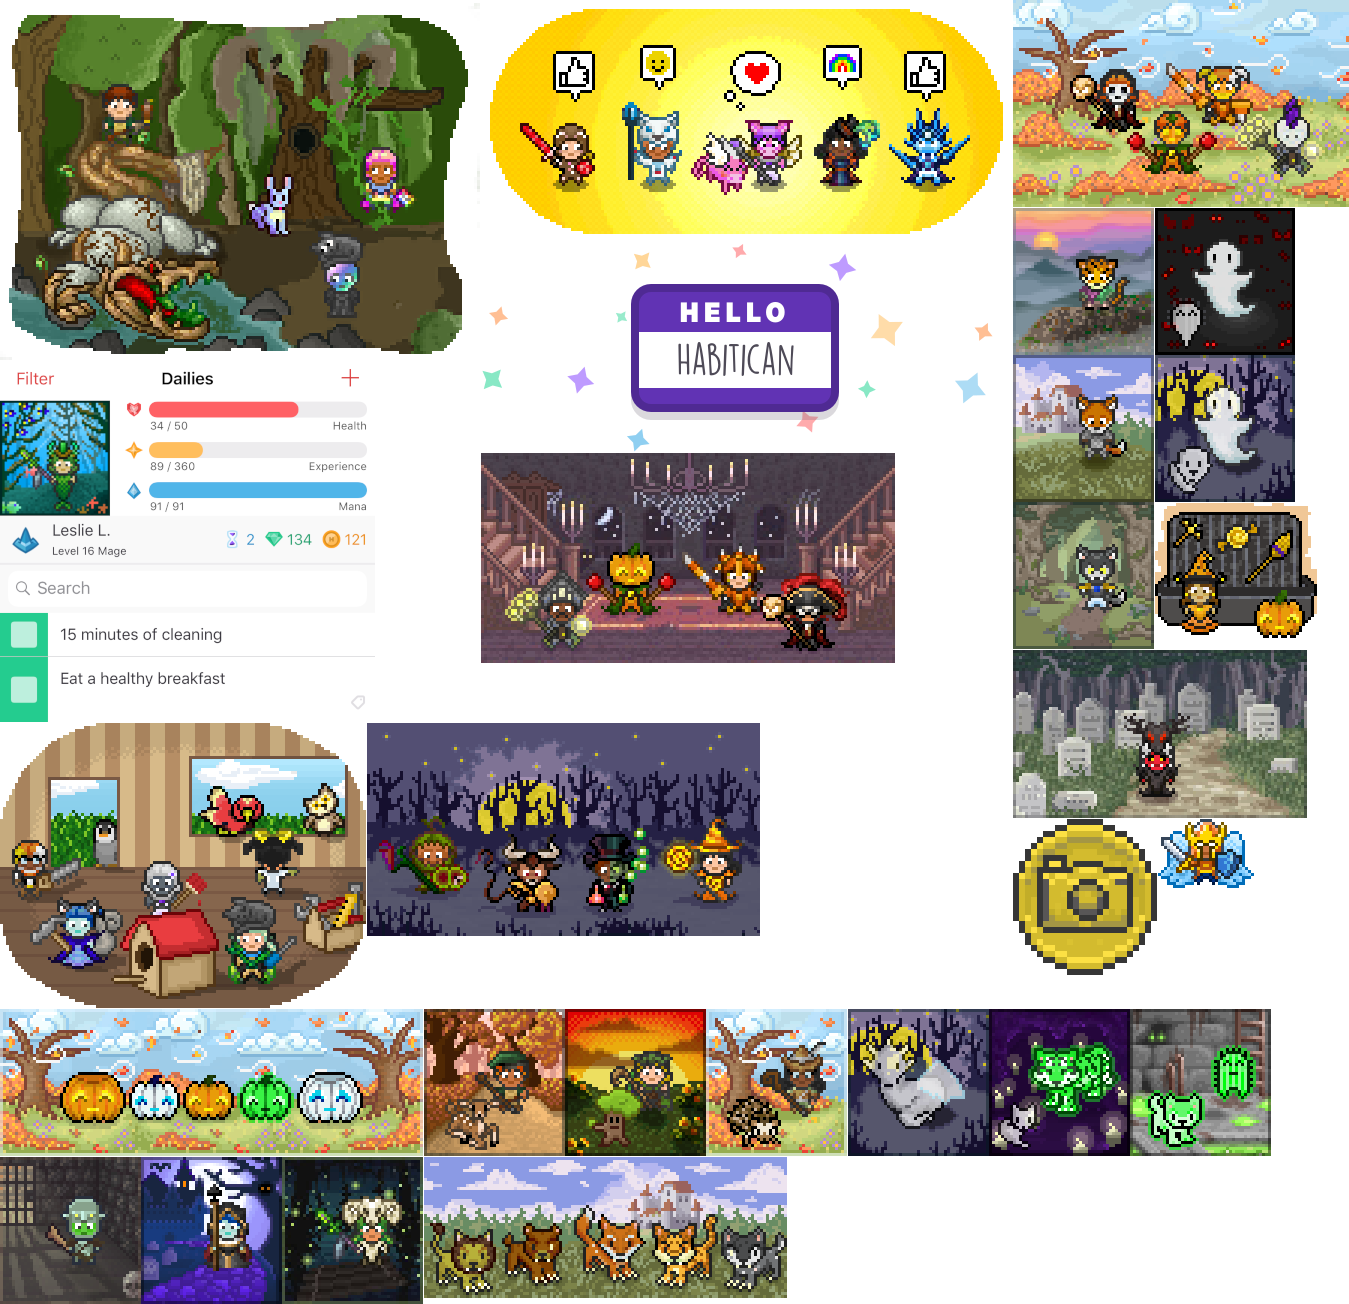 HELLO
HABITICAN
Filter
Dailies
34 / 50 Health
89 / 360 Experience
91 / 91 Mana
Leslie L.
Level 16 Mage
2 134 121
Search
15 minutes of cleaning
Eat a healthy breakfast